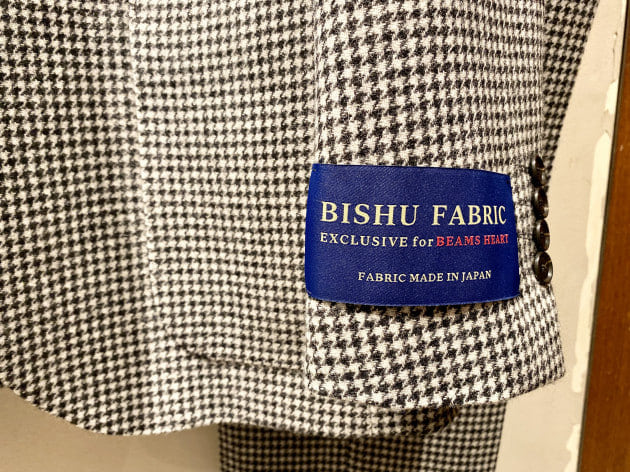 BISHU FABRIC
EXCLUSIVE for BEAMS HEART
FABRIC MADE IN JAPAN